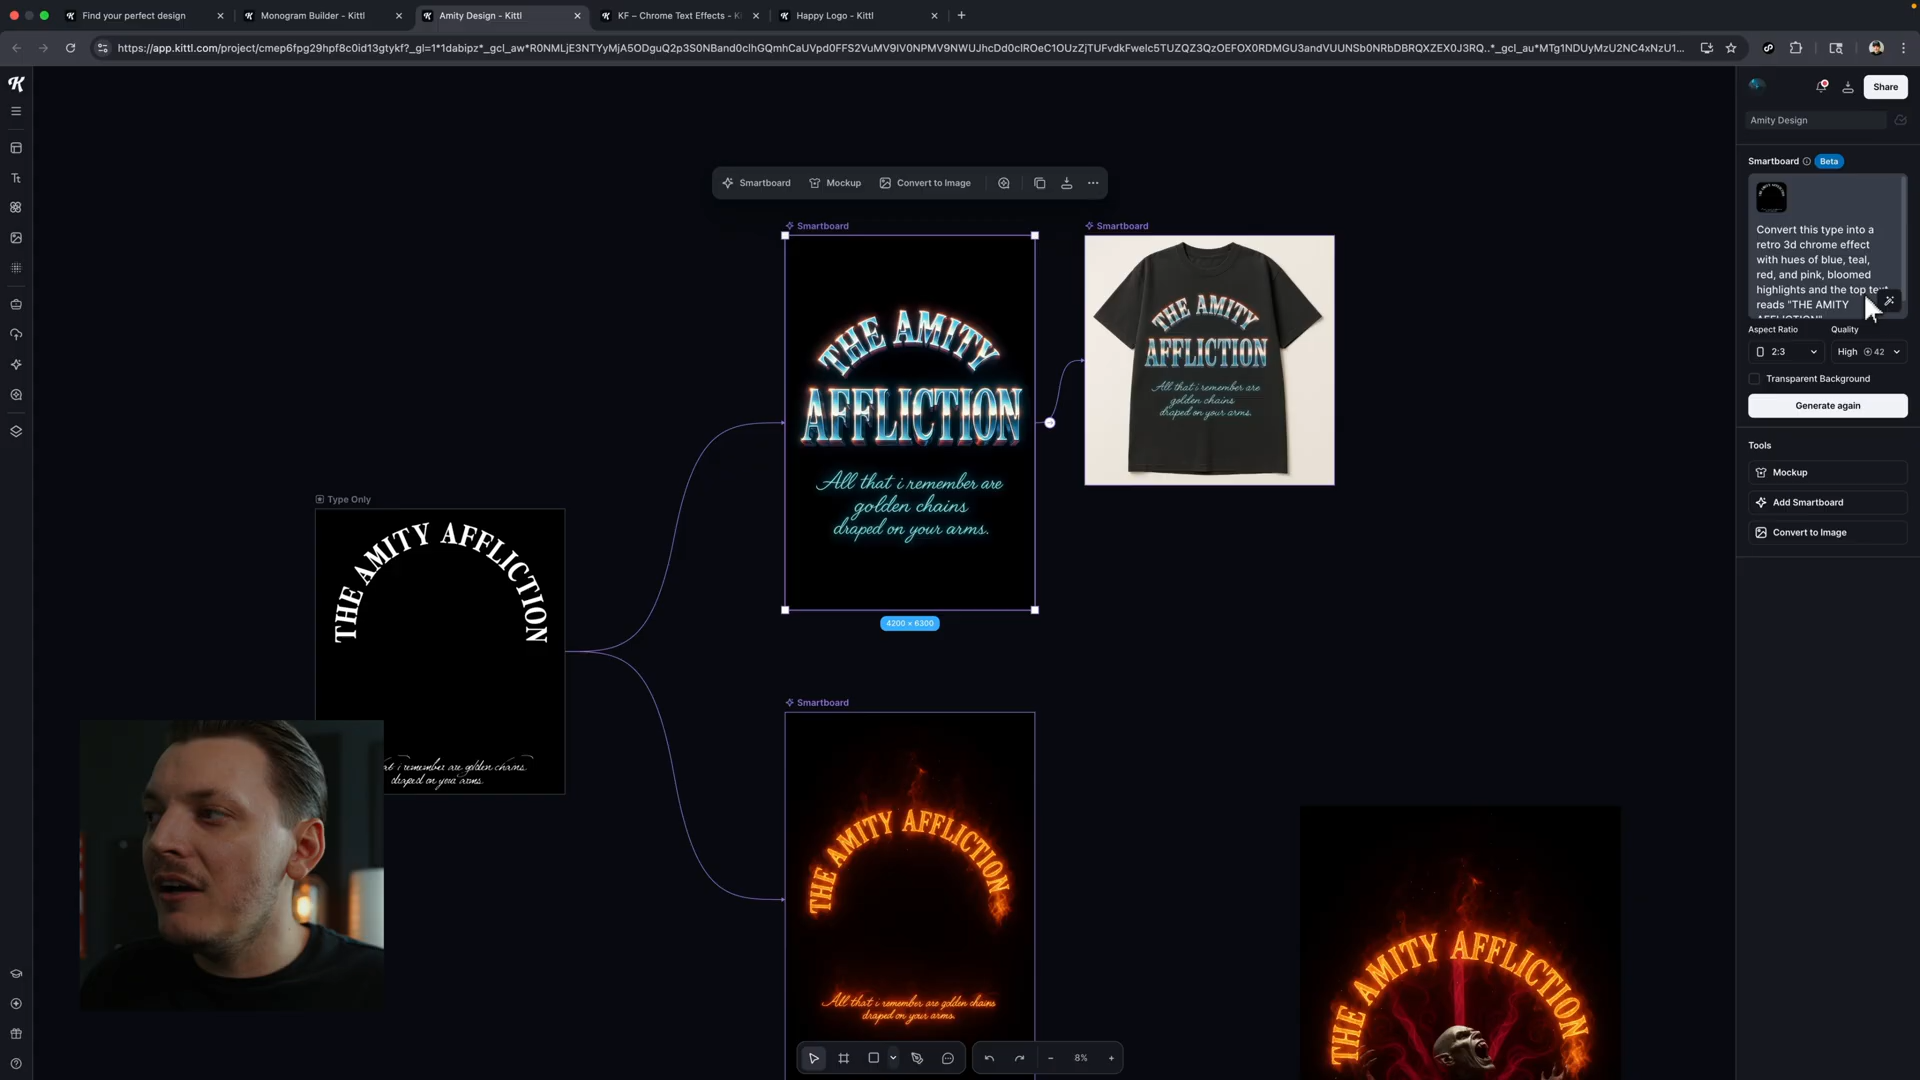 Find your perfect design
Monogram Builder - Kittl
Amity Design - Kittl
KF – Chrome Text Effects - Ki
Happy Logo - Kittl
Share
Amity Design
Smartboard
Beta
Convert this type into a
retro 3d chrome effect
with hues of blue, teal,
red, and pink, bloomed
highlights and the top text
reads "THE AMITY
AFFLICTION"
Aspect Ratio
Quality
2:3
High
42
Transparent Background
Generate again
Tools
Mockup
Add Smartboard
Convert to Image
Smartboard
Mockup
Convert to Image
Smartboard
THE AMITY
AFFLICTION
All that i remember are
golden chains
draped on your arms.
4200 × 6300
Smartboard
THE AMITY
AFFLICTION
All that i remember are
golden chains
draped on your arms.
Type Only
THE AMITY AFFLICTION
i remember are golden chains
draped on your arms.
Smartboard
THE AMITY AFFLICTION
All that i remember are golden chains
draped on your arms.
THE AMITY AFFLICTION
8%